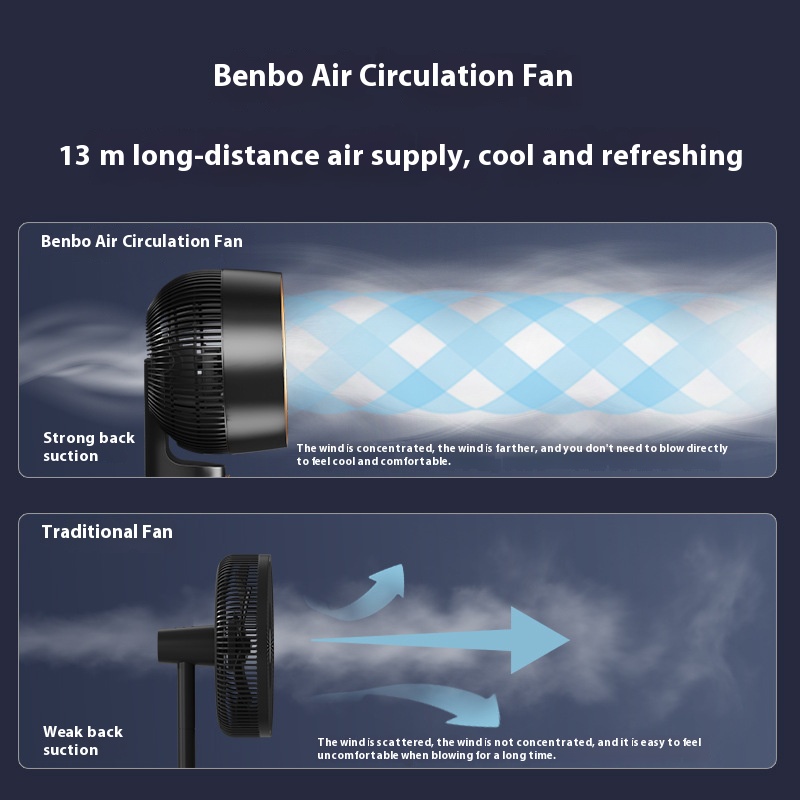 Benbo Air Circulation Fan
13 m long-distance air supply, cool and refreshing
Benbo Air Circulation Fan
Strong back
suction
The wind is concentrated, the wind is farther, and you don't need to blow directly
to feel cool and comfortable.
Traditional Fan
Weak back
suction
The wind is scattered, the wind is not concentrated, and it is easy to feel
uncomfortable when blowing for a long time.